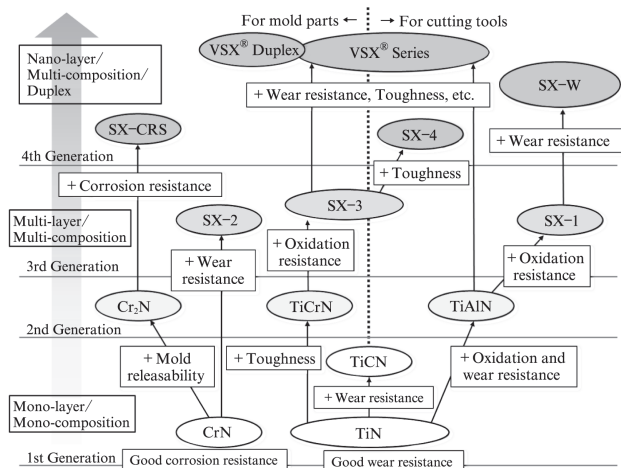 For mold parts ← → For cutting tools
Nano-layer/
Multi-composition/
Duplex
VSX® Duplex
VSX® Series
+ Wear resistance, Toughness, etc.
SX-W
SX-CRS
SX-4
+ Wear resistance
4th Generation
+ Toughness
+ Corrosion resistance
Multi-layer/
Multi-composition
SX-2
SX-3
SX-1
+ Wear
resistance
+ Oxidation
resistance
+ Oxidation
resistance
3rd Generation
Cr₂N
TiCrN
TiAlN
2nd Generation
+ Mold
releasability
+ Toughness
TiCN
+ Oxidation and
wear resistance
+ Wear resistance
Mono-layer/
Mono-composition
CrN
TiN
1st Generation
Good corrosion resistance
Good wear resistance